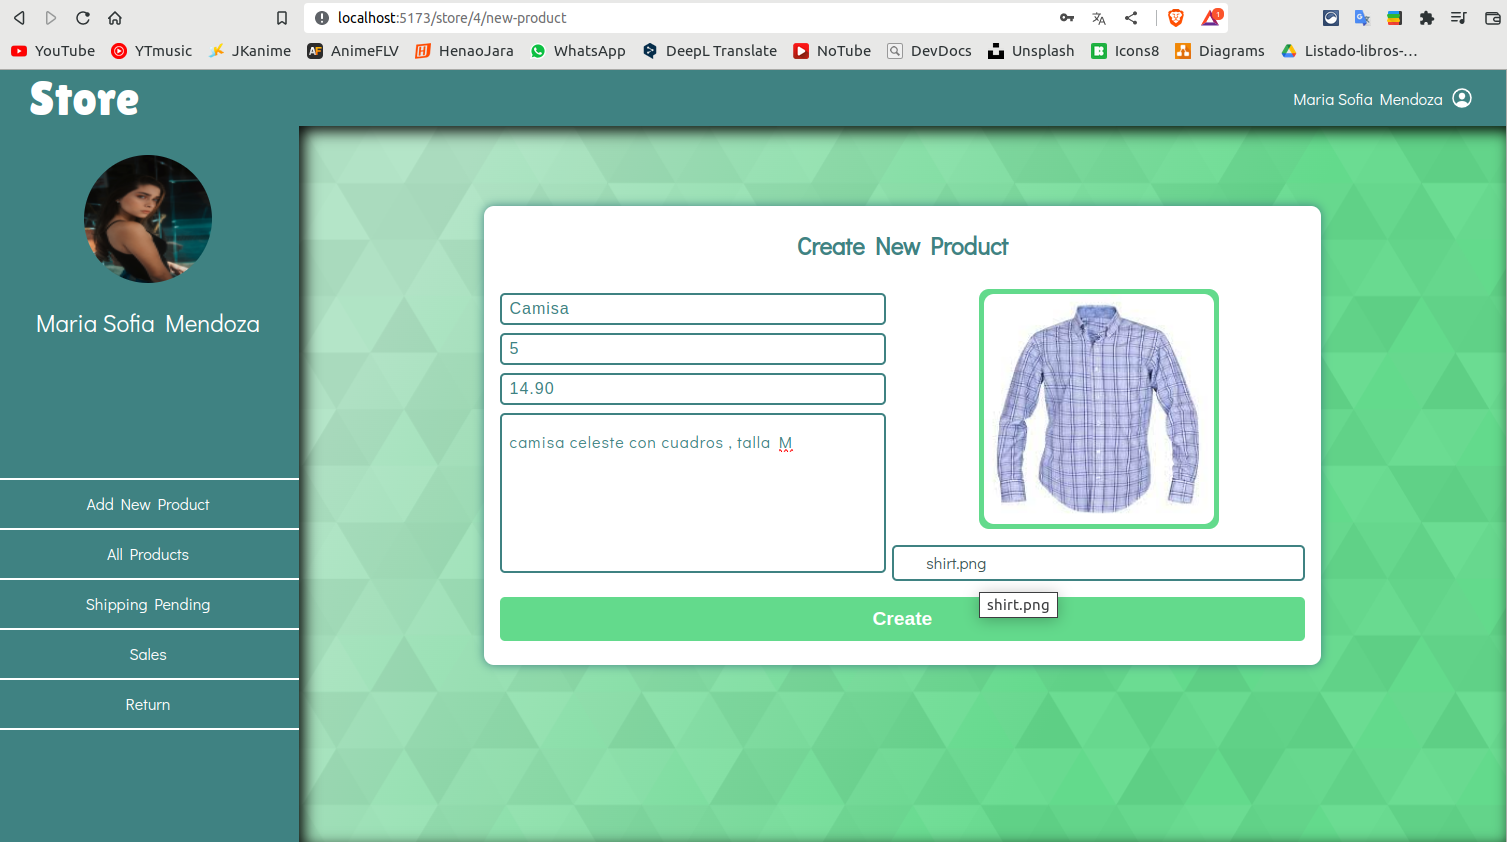 localhost:5173/store/4/new-product
1
YouTube YTmusic JKanime AnimeFLV HenaoJara WhatsApp DeepL Translate NoTube DevDocs Unsplash Icons8 Diagrams Listado-libros-...
Store
Maria Sofia Mendoza
Maria Sofia Mendoza
Add New Product
All Products
Shipping Pending
Sales
Return
Create New Product
Camisa
5
14.90
camisa celeste con cuadros , talla M
shirt.png
shirt.png
Create